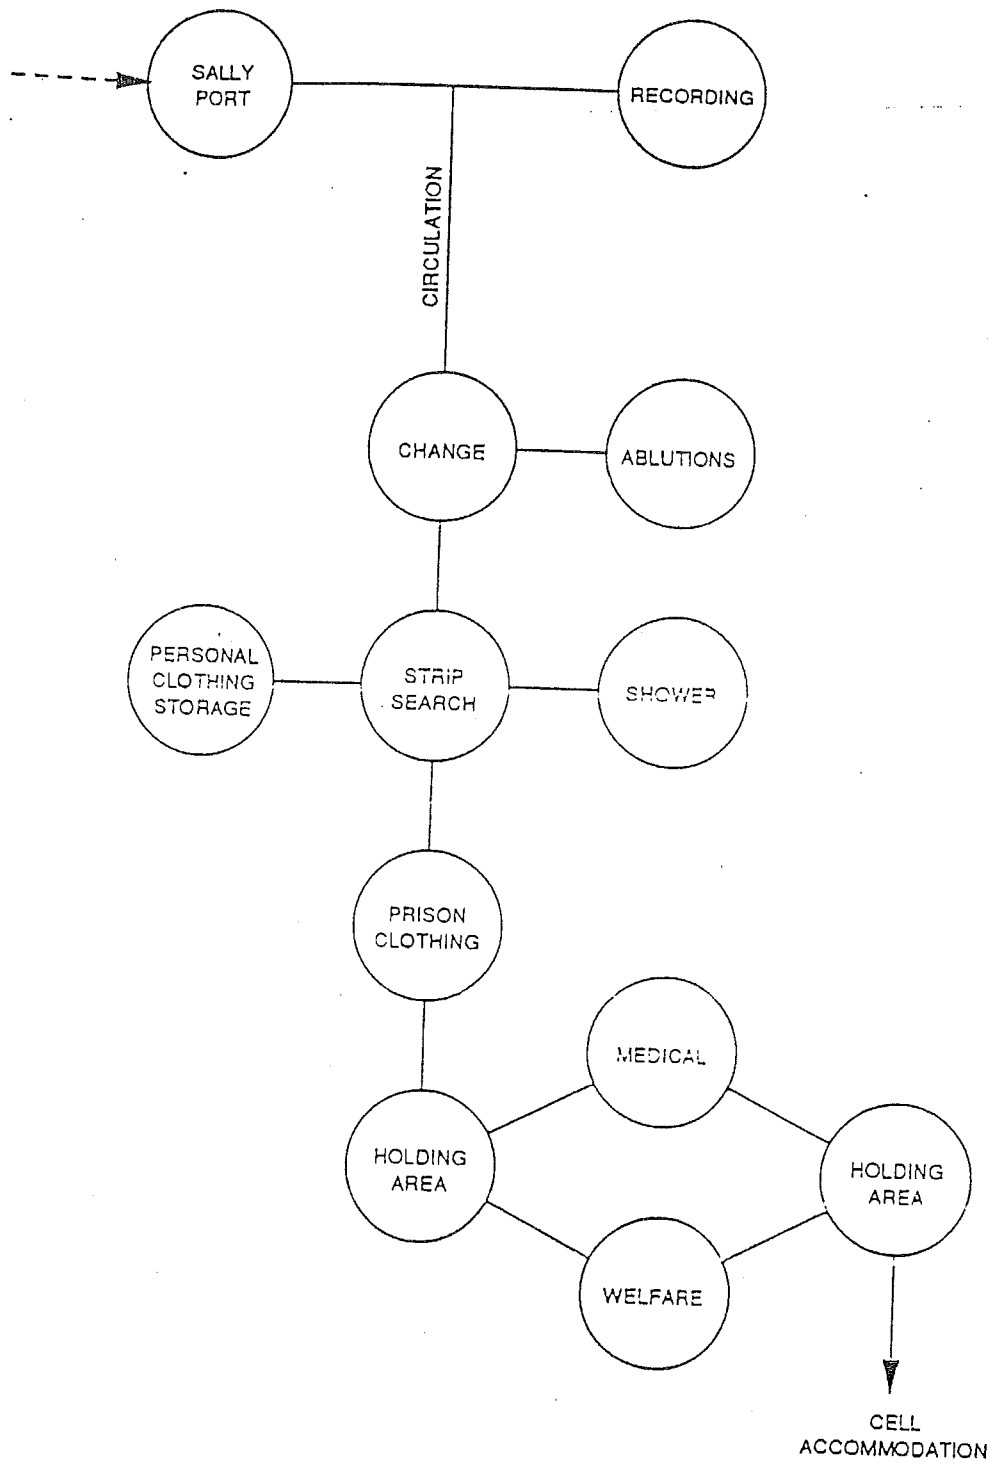 SALLY
PORT
RECORDING
CIRCULATION
CHANGE
ABLUTIONS
PERSONAL
CLOTHING
STORAGE
STRIP
SEARCH
SHOWER
PRISON
CLOTHING
MEDICAL
HOLDING
AREA
HOLDING
AREA
WELFARE
CELL
ACCOMMODATION